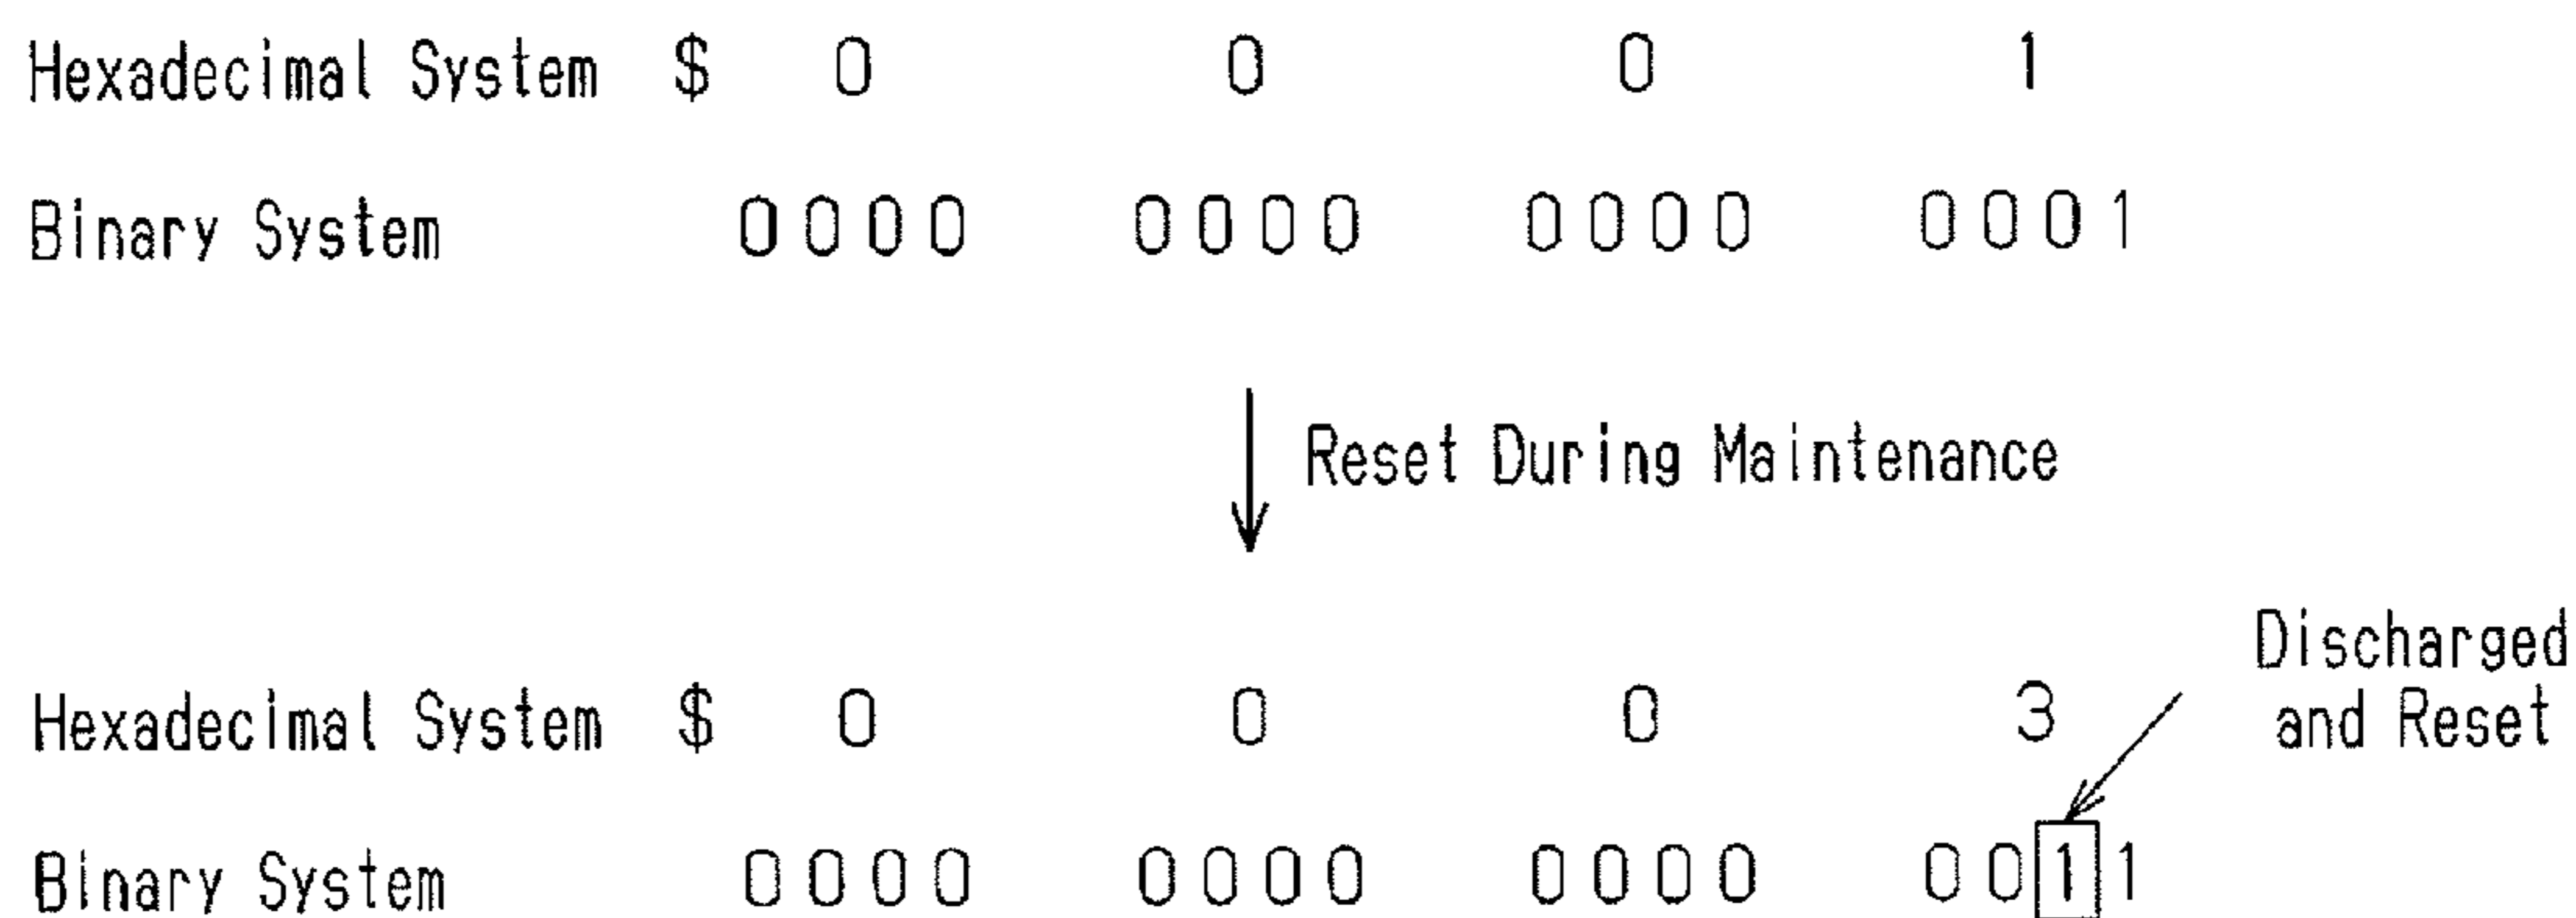 Hexadecimal System $ 0 0 0 1
Binary System 0000 0000 0000 0001
Reset During Maintenance
Discharged
and Reset
Hexadecimal System $ 0 0 0 3
Binary System 0000 0000 0000 0011